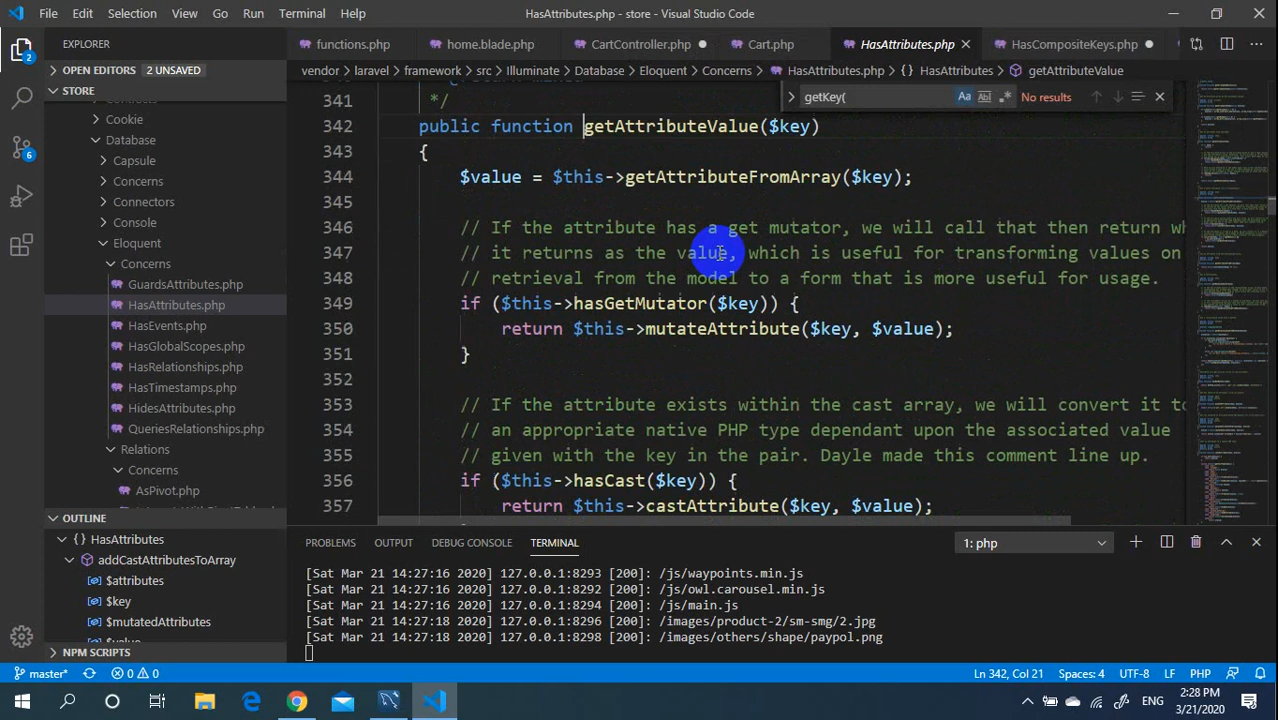 File Edit Selection View Go Run Terminal Help HasAttributes.php - store - Visual Studio Code
EXPLORER functions.php home.blade.php CartController.php Cart.php HasAttributes.php HasCompositeKeys.php
OPEN EDITORS 2 UNSAVED
vendor > laravel > framework > src > Illuminate > Database > Eloquent > Concerns > HasAttributes.php > {} HasAttributes > getAttributeValue
STORE
getKey( Aa No results
Cookie
Database
Capsule
Concerns
Connectors
Console
Eloquent
Concerns
GuardsAttributes.php
HasAttributes.php
HasEvents.php
HasGlobalScopes.php
HasRelationships.php
HasTimestamps.php
HidesAttributes.php
QueriesRelationships.php
Relations
Concerns
AsPivot.php
341 */
342 public function getAttributeValue($key)
343 {
344 $value = $this->getAttributeFromArray($key);
345
346 // If the attribute has a get mutator, we will call that then return wh
347 // it returns as the value, which is useful for transforming values on
348 // retrieval from the model to a form that is more useful for usage.
349 if ($this->hasGetMutator($key)) {
350 return $this->mutateAttribute($key, $value);
351 }
352
353 // If the attribute exists within the cast array, we will convert it to
354 // an appropriate native PHP type dependant upon the associated value
355 // given with the key in the pair. Dayle made this comment line up.
356 if ($this->hasCast($key)) {
357 return $this->castAttribute($key, $value);
OUTLINE
{} HasAttributes
addCastAttributesToArray
$attributes
$key
$mutatedAttributes
NPM SCRIPTS
PROBLEMS OUTPUT DEBUG CONSOLE TERMINAL 1: php
[Sat Mar 21 14:27:16 2020] 127.0.0.1:8293 [200]: /js/waypoints.min.js
[Sat Mar 21 14:27:16 2020] 127.0.0.1:8292 [200]: /js/owl.carousel.min.js
[Sat Mar 21 14:27:16 2020] 127.0.0.1:8294 [200]: /js/main.js
[Sat Mar 21 14:27:18 2020] 127.0.0.1:8296 [200]: /images/product-2/sm-smg/2.jpg
[Sat Mar 21 14:27:18 2020] 127.0.0.1:8298 [200]: /images/others/shape/paypol.png
master* 0 0 Ln 342, Col 21 Spaces: 4 UTF-8 LF PHP
ENG 2:28 PM
3/21/2020